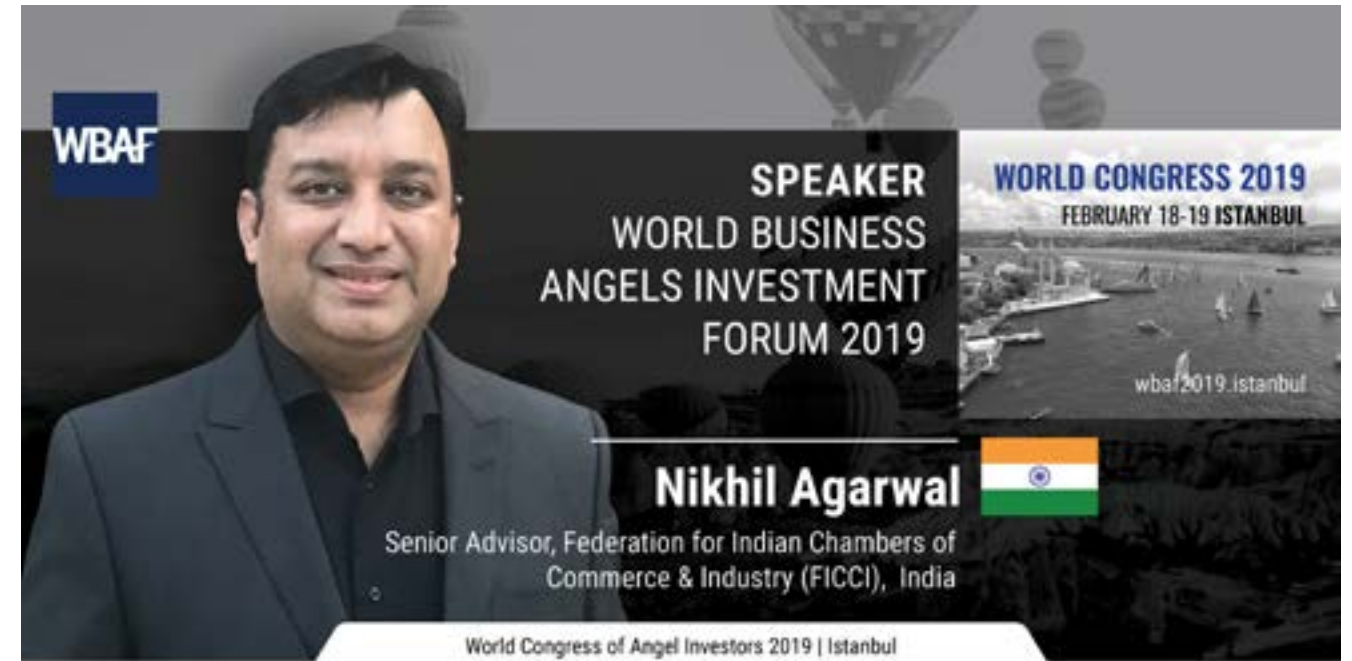 WBAF
SPEAKER
WORLD BUSINESS
ANGELS INVESTMENT
FORUM 2019
WORLD CONGRESS 2019
FEBRUARY 18-19 ISTANBUL
wbaf2019.istanbul
Nikhil Agarwal
Senior Advisor, Federation for Indian Chambers of
Commerce & Industry (FICCI), India
World Congress of Angel Investors 2019 | Istanbul